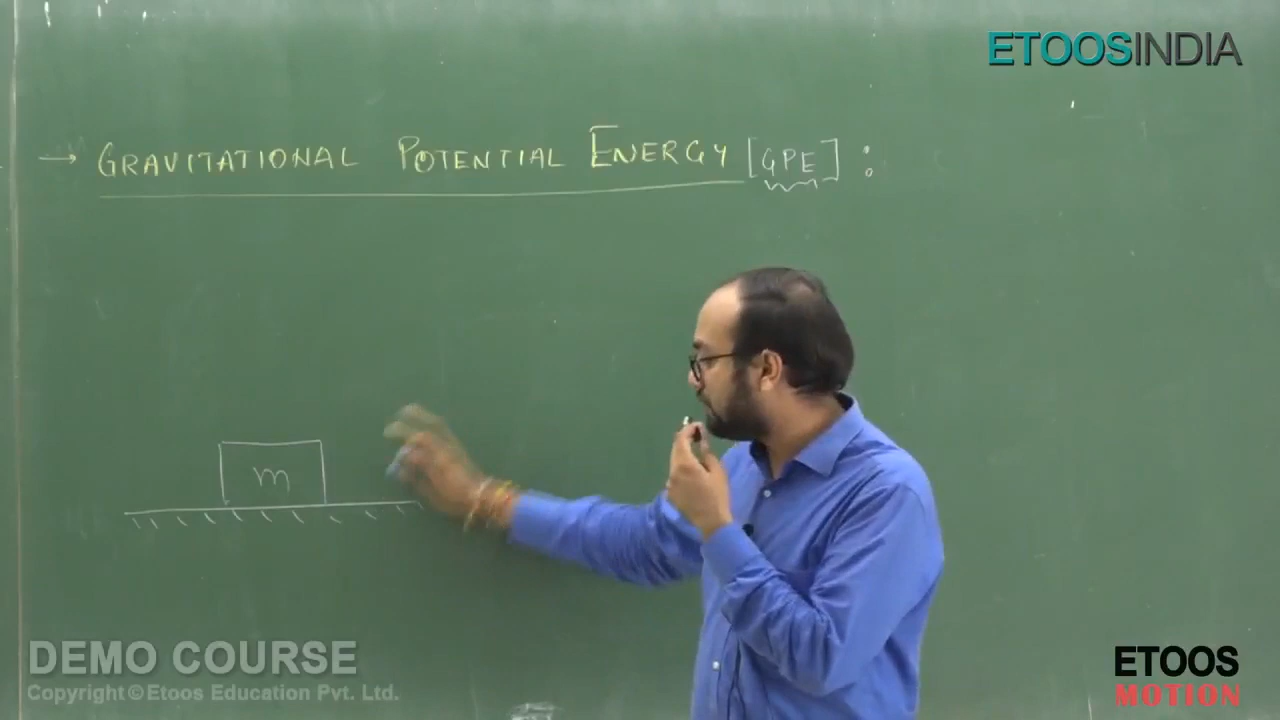 ETOOSINDIA
→ GRAVITATIONAL POTENTIAL ENERGY [GPE] :
m
DEMO COURSE
Copyright © Etoos Education Pvt. Ltd.
ETOOS
MOTION